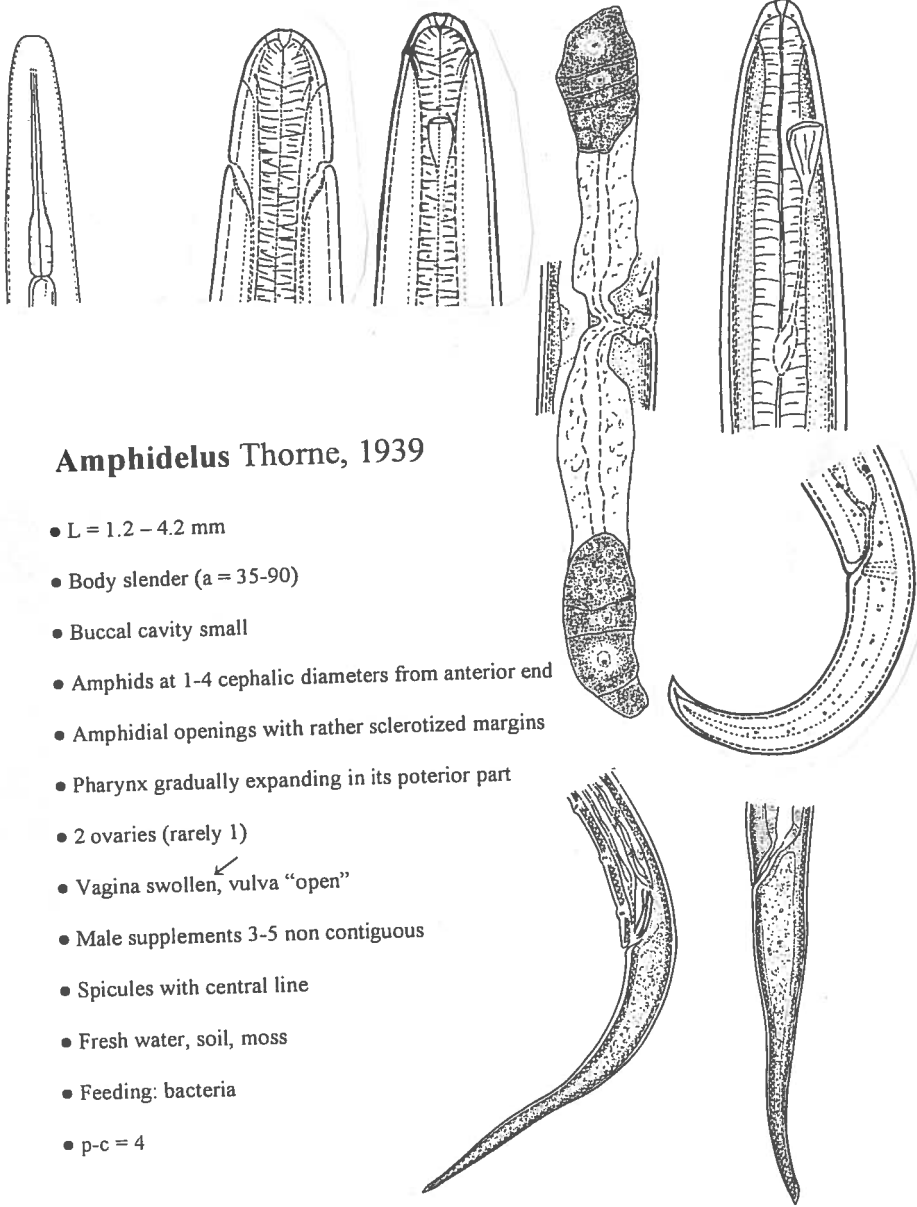 Amphidelus Thorne, 1939
• L = 1.2 – 4.2 mm
• Body slender (a = 35-90)
• Buccal cavity small
• Amphids at 1-4 cephalic diameters from anterior end
• Amphidial openings with rather sclerotized margins
• Pharynx gradually expanding in its poterior part
• 2 ovaries (rarely 1)
• Vagina swollen, vulva “open”
• Male supplements 3-5 non contiguous
• Spicules with central line
• Fresh water, soil, moss
• Feeding: bacteria
• p-c = 4